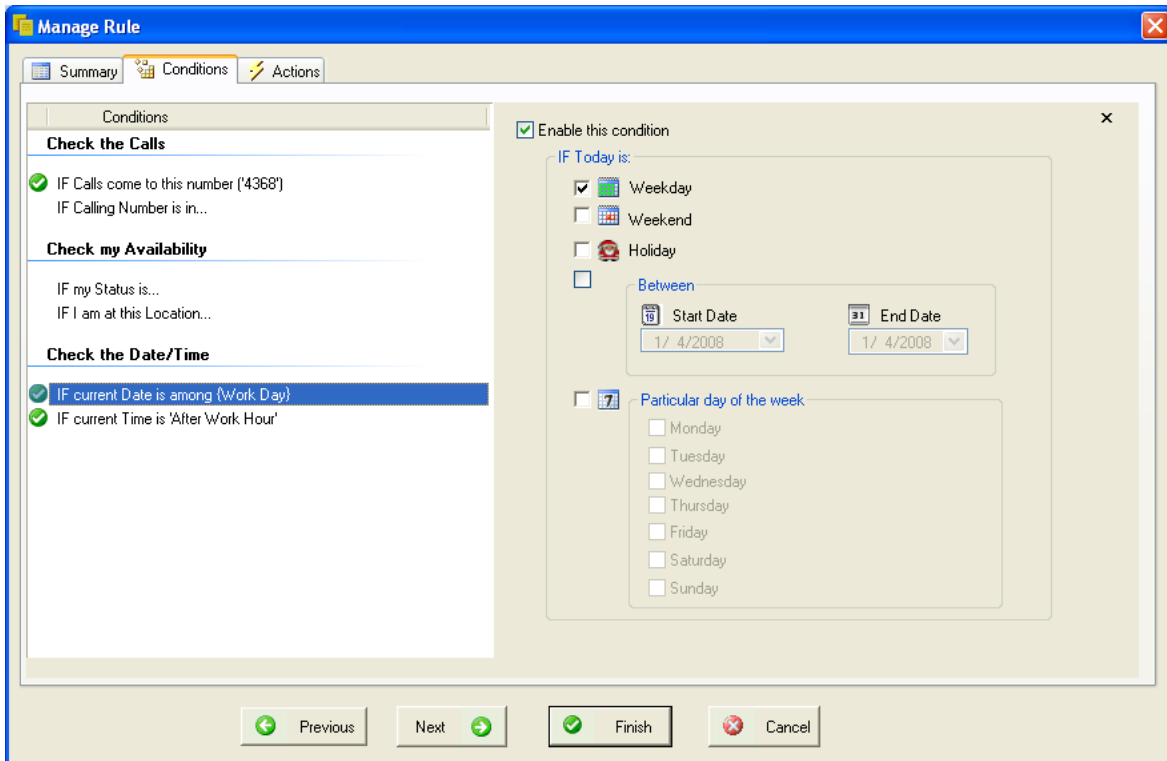 Manage Rule
Summary Conditions Actions
Conditions
Check the Calls
IF Calls come to this number ('4368')
IF Calling Number is in...
Check my Availability
IF my Status is...
IF I am at this Location...
Check the Date/Time
IF current Date is among {Work Day}
IF current Time is 'After Work Hour'
Enable this condition
IF Today is:
Weekday
Weekend
Holiday
Between
19 Start Date 31 End Date
1/ 4/2008 1/ 4/2008
7 Particular day of the week
Monday
Tuesday
Wednesday
Thursday
Friday
Saturday
Sunday
Previous Next Finish Cancel